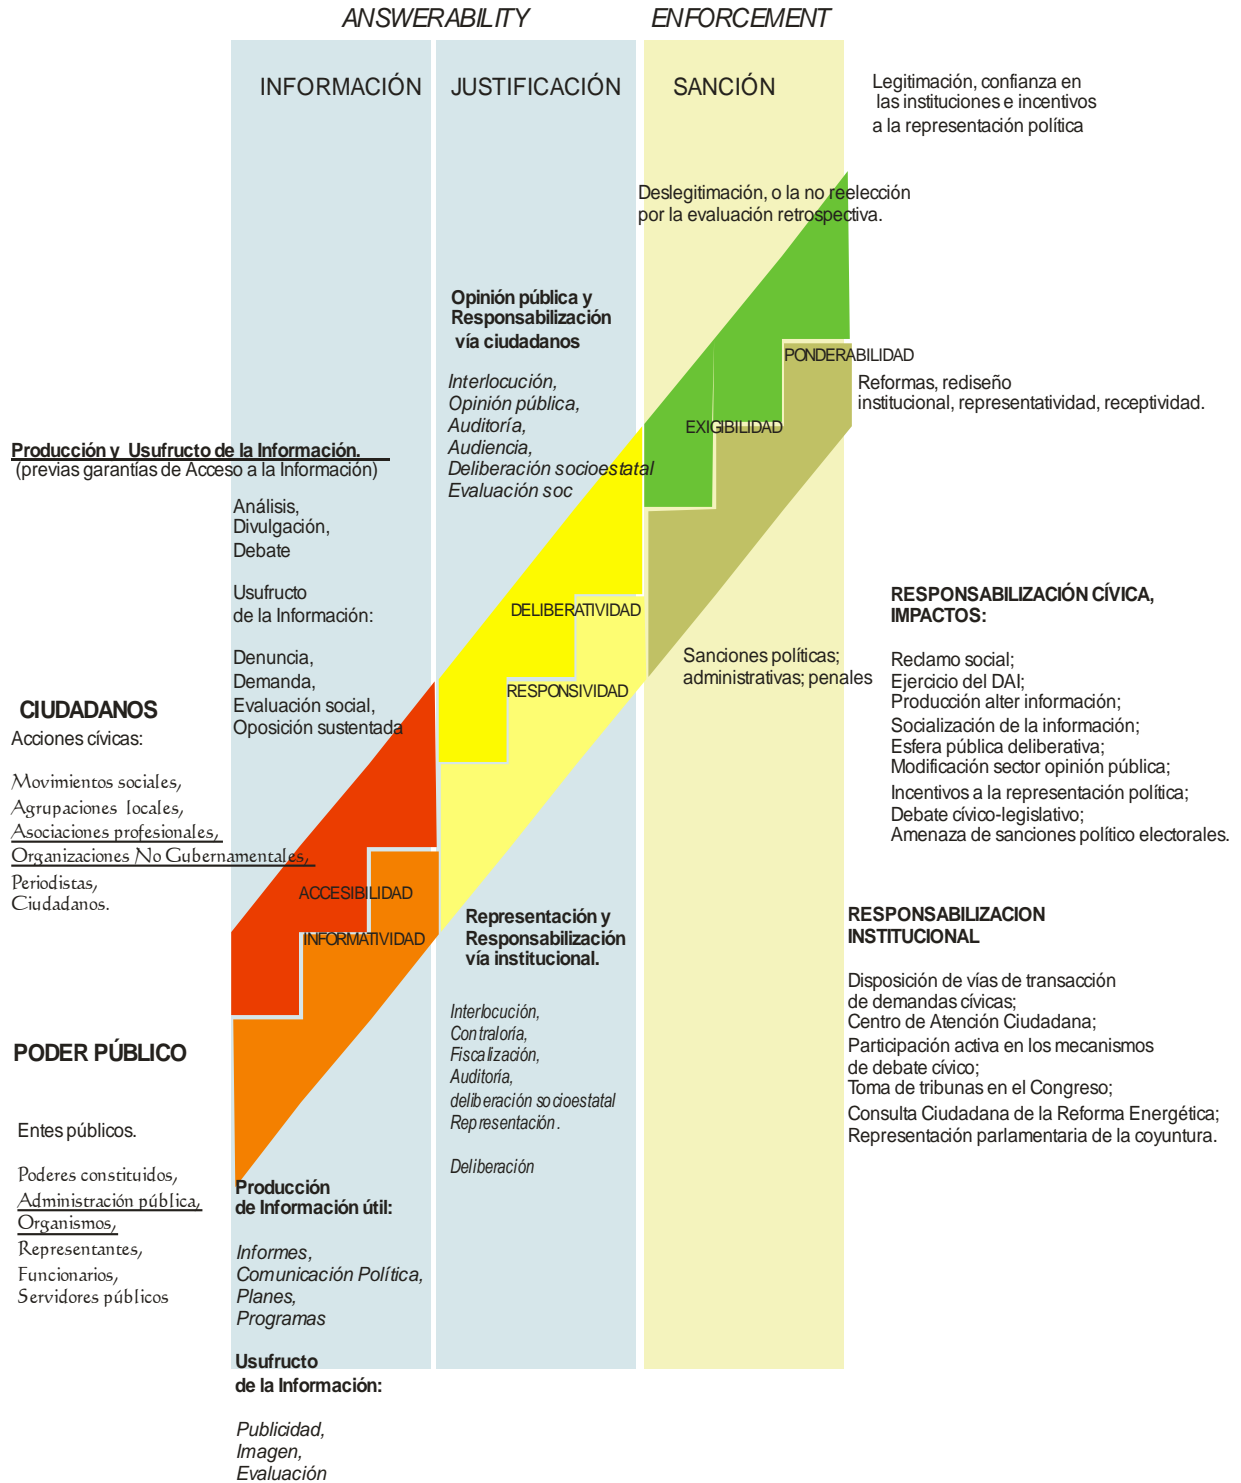 ANSWERABILITY
ENFORCEMENT
INFORMACIÓN
JUSTIFICACIÓN
SANCIÓN
Legitimación, confianza en
las instituciones e incentivos
a la representación política
Deslegitimación, o la no reelección
por la evaluación retrospectiva.
Opinión pública y
Responsabilización
vía ciudadanos
Interlocución,
Opinión pública,
Auditoría,
Audiencia,
Deliberación socioestatal
Evaluación soc
PONDERABILIDAD
Reformas, rediseño
institucional, representatividad, receptividad.
EXIGIBILIDAD
Producción y Usufructo de la Información.
(previas garantías de Acceso a la Información)
Análisis,
Divulgación,
Debate
Usufructo
de la Información:
Denuncia,
Demanda,
Evaluación social,
Oposición sustentada
DELIBERATIVIDAD
RESPONSIVIDAD
Sanciones políticas;
administrativas; penales
RESPONSABILIZACIÓN CÍVICA,
IMPACTOS:
Reclamo social;
Ejercicio del DAI;
Producción alter información;
Socialización de la información;
Esfera pública deliberativa;
Modificación sector opinión pública;
Incentivos a la representación política;
Debate cívico-legislativo;
Amenaza de sanciones político electorales.
CIUDADANOS
Acciones cívicas:
Movimientos sociales,
Agrupaciones locales,
Asociaciones profesionales,
Organizaciones No Gubernamentales,
Periodistas,
Ciudadanos.
ACCESIBILIDAD
INFORMATIVIDAD
Representación y
Responsabilización
vía institucional.
Interlocución,
Contraloría,
Fiscalización,
Auditoría,
deliberación socioestatal
Representación.
Deliberación
RESPONSABILIZACION
INSTITUCIONAL
Disposición de vías de transacción
de demandas cívicas;
Centro de Atención Ciudadana;
Participación activa en los mecanismos
de debate cívico;
Toma de tribunas en el Congreso;
Consulta Ciudadana de la Reforma Energética;
Representación parlamentaria de la coyuntura.
PODER PÚBLICO
Entes públicos.
Poderes constituidos,
Administración pública,
Organismos,
Representantes,
Funcionarios,
Servidores públicos
Producción
de Información útil:
Informes,
Comunicación Política,
Planes,
Programas
Usufructo
de la Información:
Publicidad,
Imagen,
Evaluación